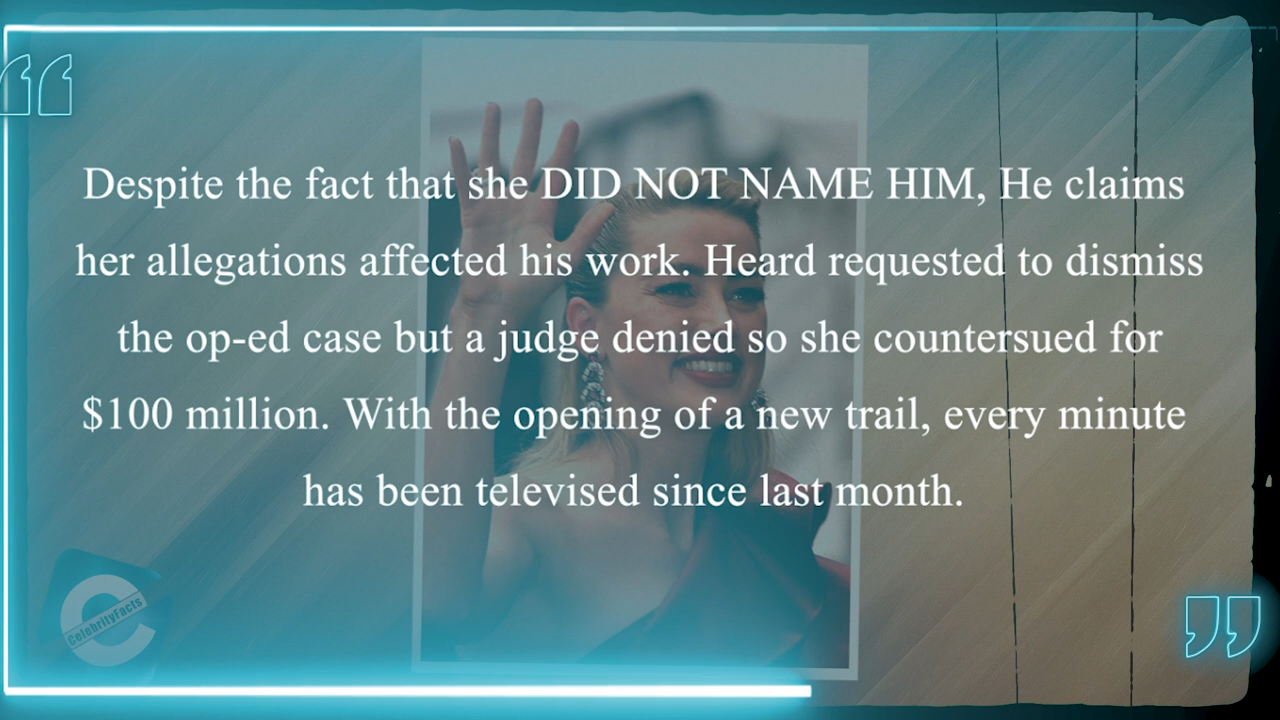 Despite the fact that she DID NOT NAME HIM, He claims
her allegations affected his work. Heard requested to dismiss
the op-ed case but a judge denied so she countersued for
$100 million. With the opening of a new trail, every minute
has been televised since last month.
CelebrityFacts